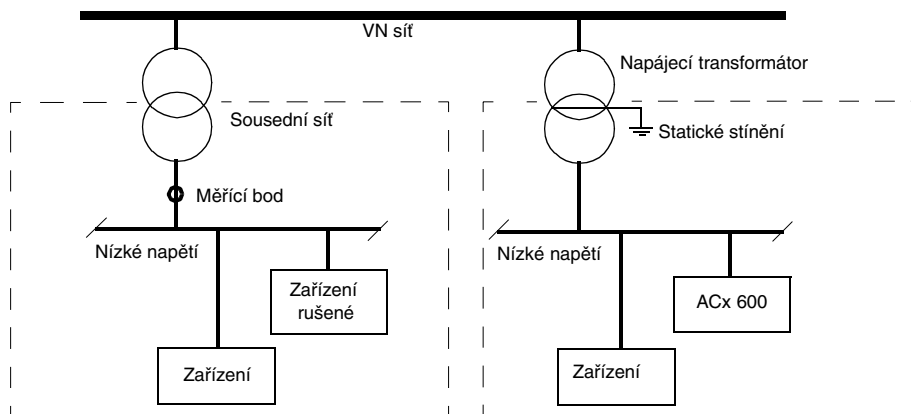 VN síť
Napájecí transformátor
Sousední síť
Statické stínění
Měřící bod
Nízké napětí
Nízké napětí
Zařízení
rušené
ACx 600
Zařízení
Zařízení